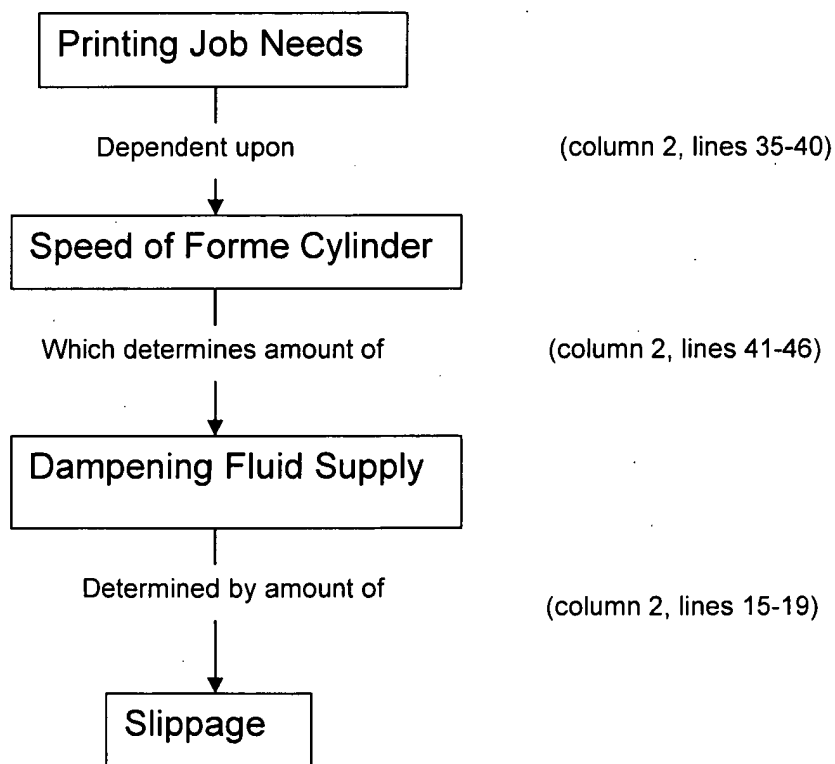 Printing Job Needs
Dependent upon (column 2, lines 35-40)
Speed of Forme Cylinder
Which determines amount of (column 2, lines 41-46)
Dampening Fluid Supply
Determined by amount of (column 2, lines 15-19)
Slippage